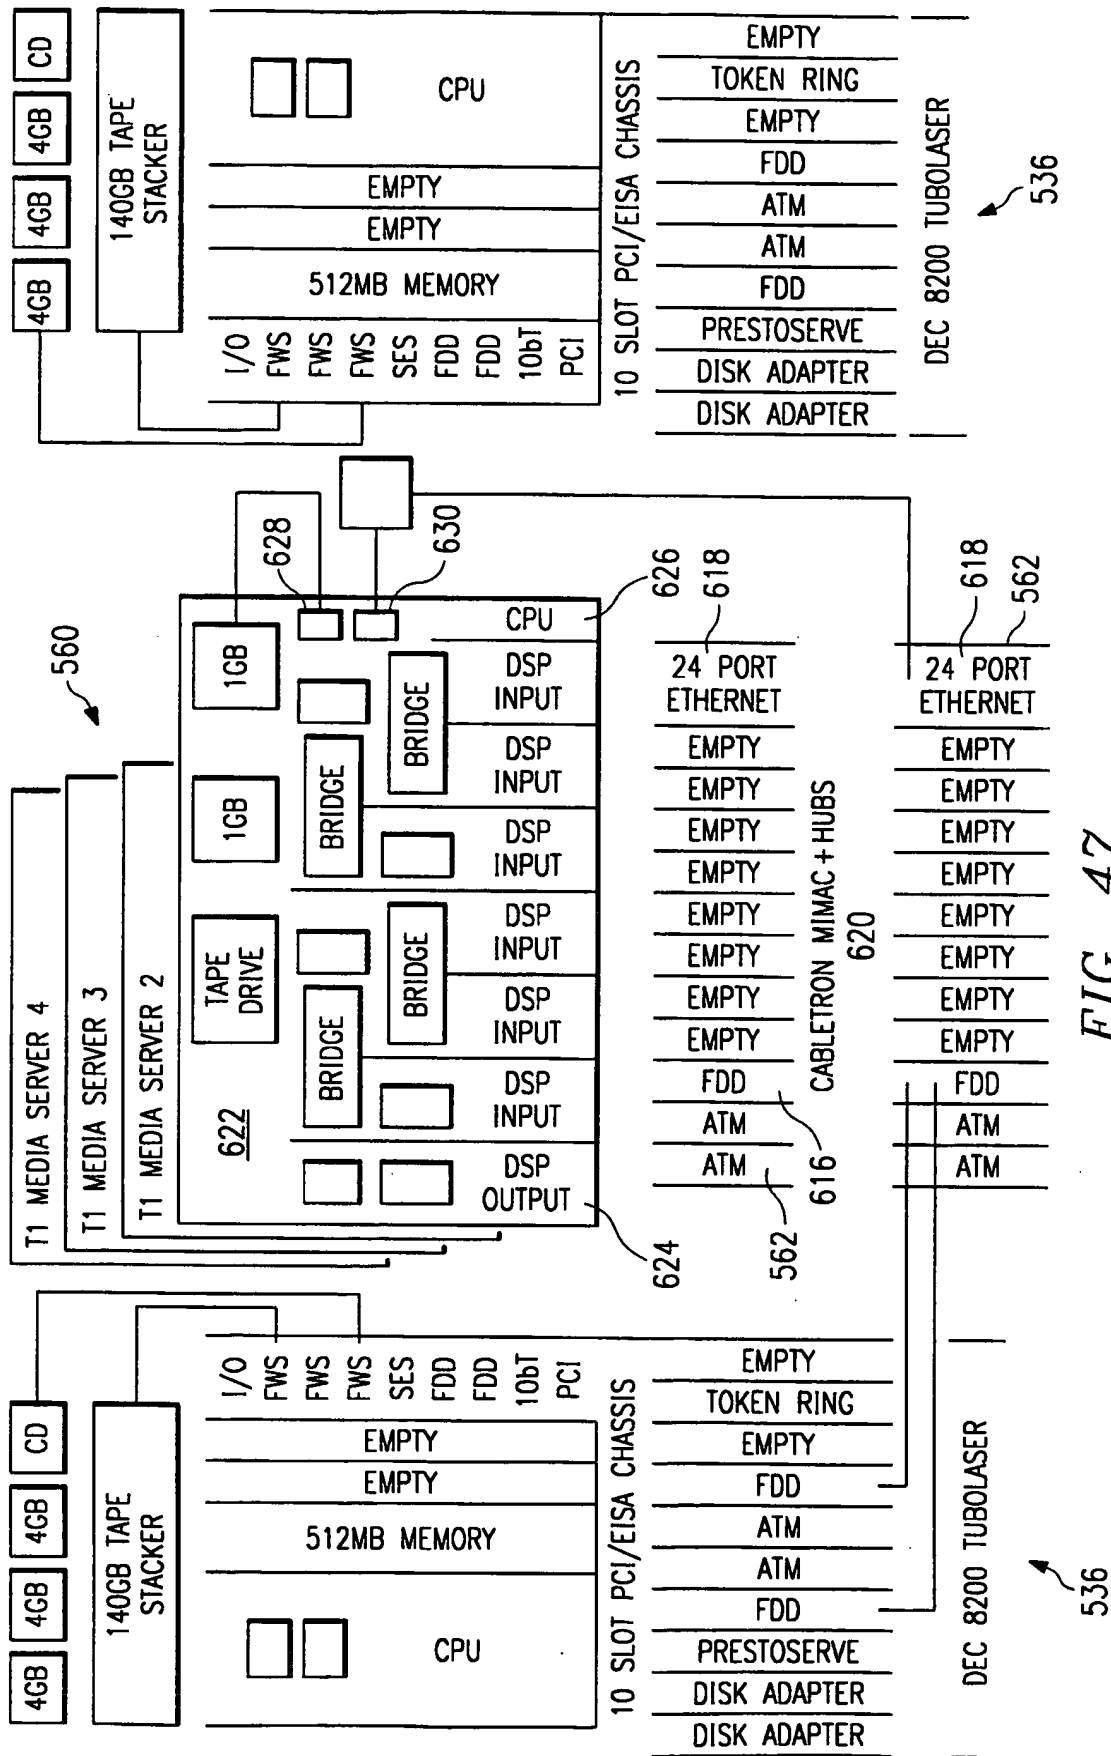 4GB
4GB
4GB
CD
140GB TAPE
STACKER
CPU
512MB MEMORY
EMPTY
EMPTY
I/O
FWS
FWS
FWS
SES
FDD
FDD
10bT
PCI
10 SLOT PCI/EISA CHASSIS
DISK ADAPTER
DISK ADAPTER
PRESTOSERVE
FDD
ATM
ATM
FDD
EMPTY
TOKEN RING
EMPTY
DEC 8200 TUBOLASER
536
560
T1 MEDIA SERVER 4
T1 MEDIA SERVER 3
T1 MEDIA SERVER 2
622
TAPE
DRIVE
1GB
1GB
628
630
BRIDGE
BRIDGE
BRIDGE
BRIDGE
DSP
OUTPUT
DSP
INPUT
DSP
INPUT
DSP
INPUT
DSP
INPUT
DSP
INPUT
DSP
INPUT
CPU
624
626
562
616
618
ATM
ATM
FDD
EMPTY
EMPTY
EMPTY
EMPTY
EMPTY
EMPTY
EMPTY
EMPTY
24 PORT
ETHERNET
CABLETRON MIMAC+HUBS
620
618
562
ATM
ATM
FDD
EMPTY
EMPTY
EMPTY
EMPTY
EMPTY
EMPTY
EMPTY
EMPTY
24 PORT
ETHERNET
4GB
4GB
4GB
CD
140GB TAPE
STACKER
I/O
FWS
FWS
FWS
SES
FDD
FDD
10bT
PCI
512MB MEMORY
EMPTY
EMPTY
CPU
10 SLOT PCI/EISA CHASSIS
DISK ADAPTER
DISK ADAPTER
PRESTOSERVE
FDD
ATM
ATM
FDD
EMPTY
TOKEN RING
EMPTY
DEC 8200 TUBOLASER
536
FIG. 47